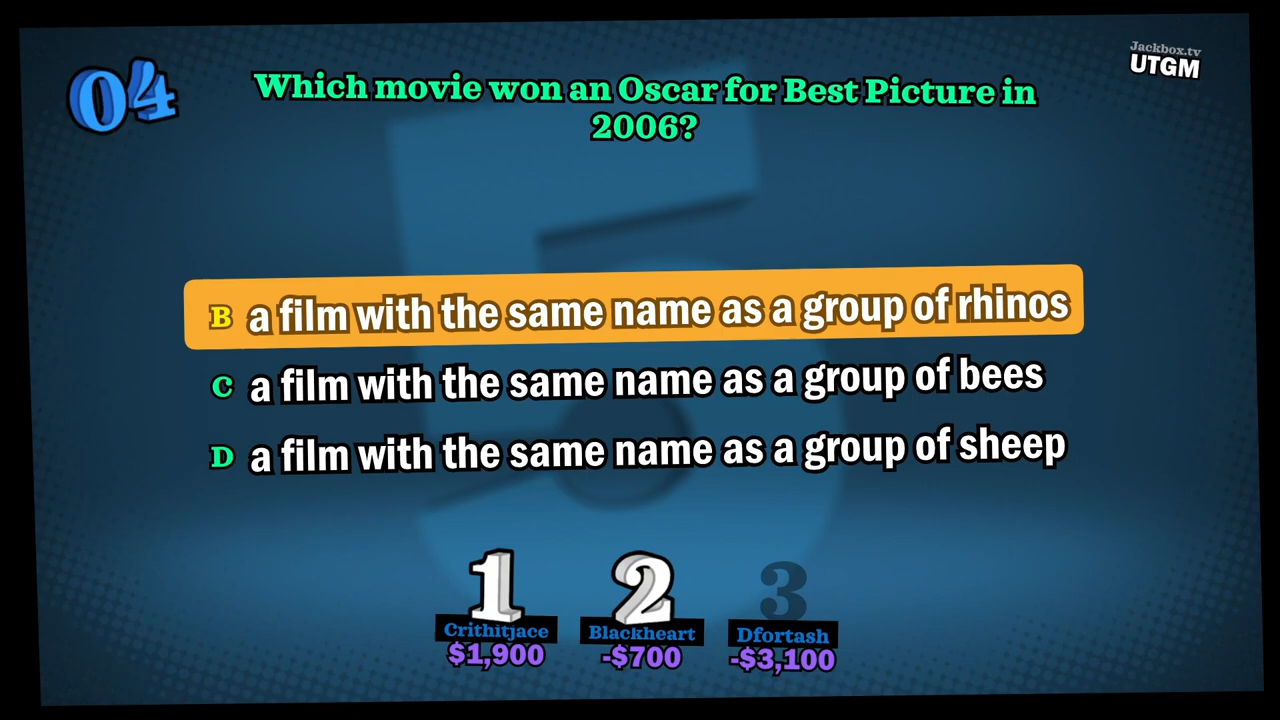 04
Which movie won an Oscar for Best Picture in
2006?
Jackbox.tv
UTGM
B a film with the same name as a group of rhinos
C a film with the same name as a group of bees
D a film with the same name as a group of sheep
1 2 3
Crithitjace Blackheart Dfortash
$1,900 -$700 -$3,100